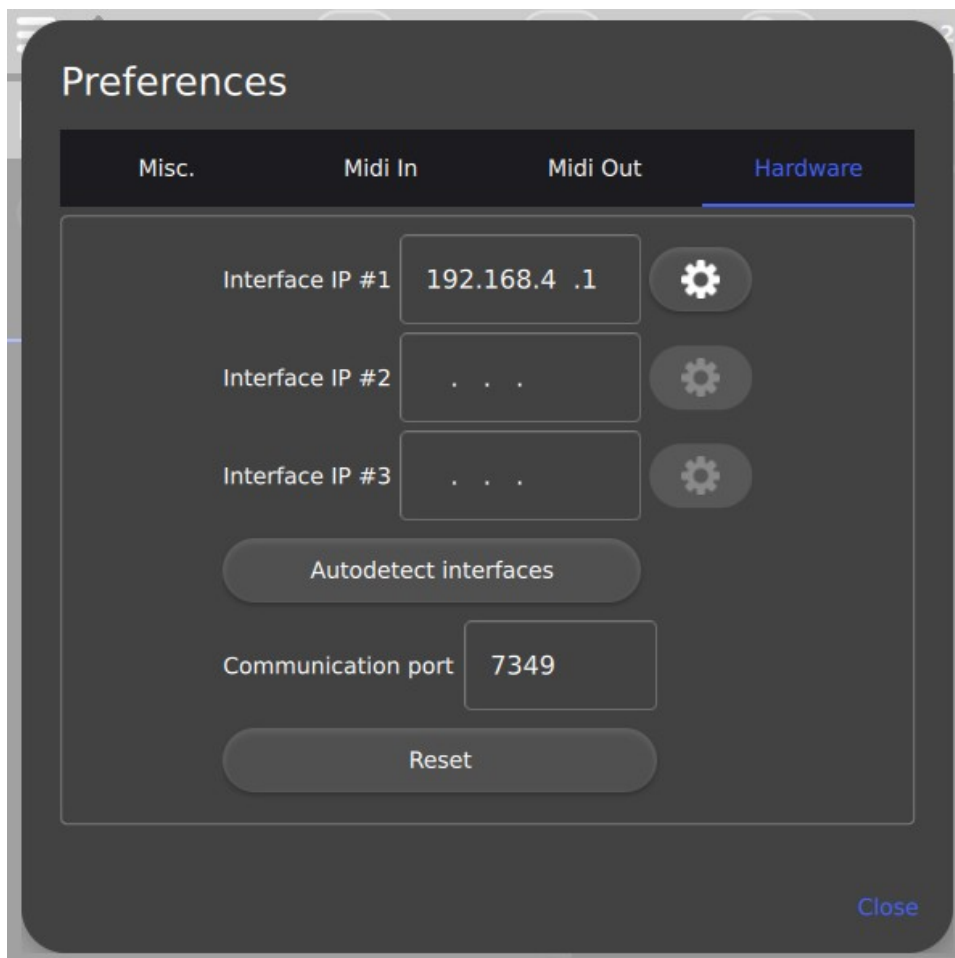 Preferences
Misc. Midi In Midi Out Hardware
Interface IP #1 192.168.4 .1
Interface IP #2 . . .
Interface IP #3 . . .
Autodetect interfaces
Communication port 7349
Reset
Close